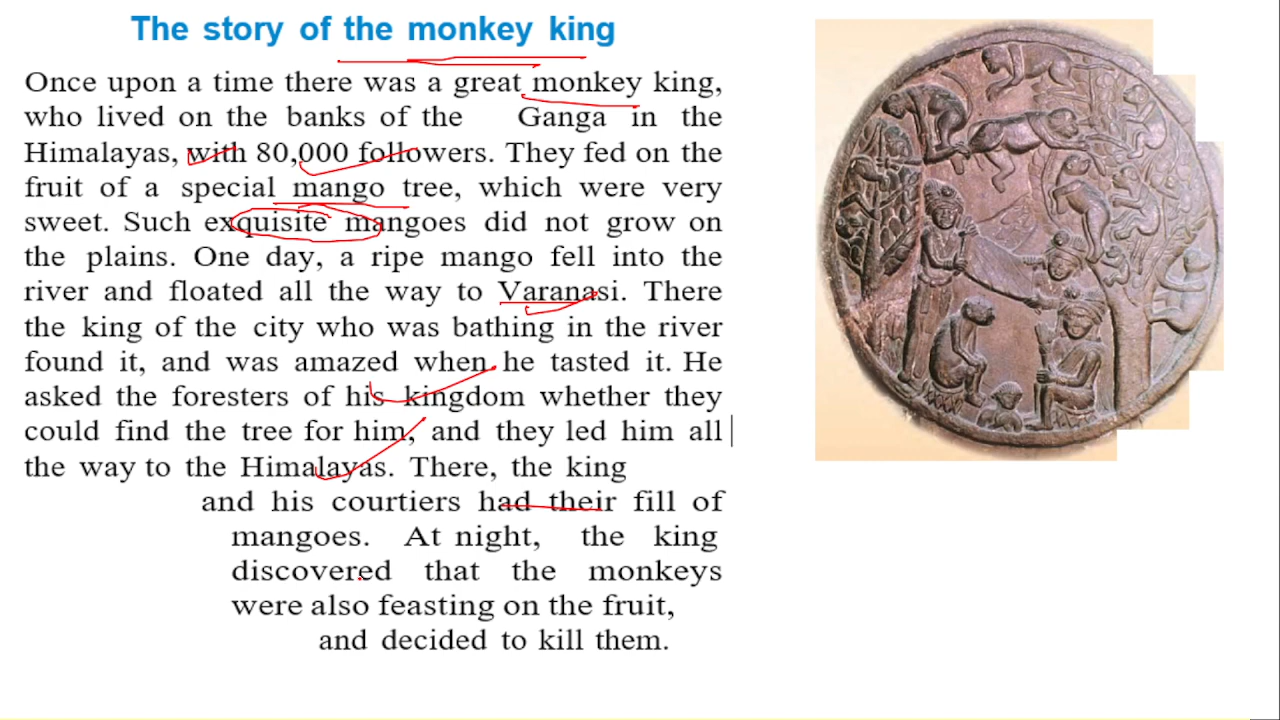 The story of the monkey king
Once upon a time there was a great monkey king,
who lived on the banks of the Ganga in the
Himalayas, with 80,000 followers. They fed on the
fruit of a special mango tree, which were very
sweet. Such exquisite mangoes did not grow on
the plains. One day, a ripe mango fell into the
river and floated all the way to Varanasi. There
the king of the city who was bathing in the river
found it, and was amazed when he tasted it. He
asked the foresters of his kingdom whether they
could find the tree for him, and they led him all
the way to the Himalayas. There, the king
and his courtiers had their fill of
mangoes. At night, the king
discovered that the monkeys
were also feasting on the fruit,
and decided to kill them.